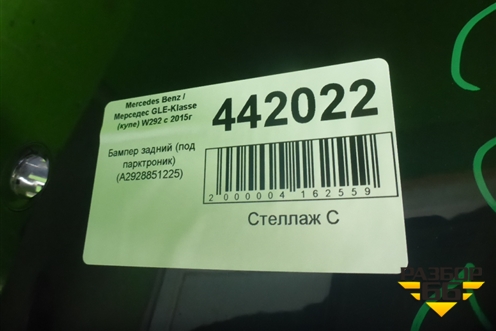 Mercedes Benz /
Мерседес GLE-Klasse
(купе) W292 с 2015г
Бампер задний (под
парктроник)
(A2928851225)
442022
2 000004 162559
Стеллаж С
РАЗБОР
66